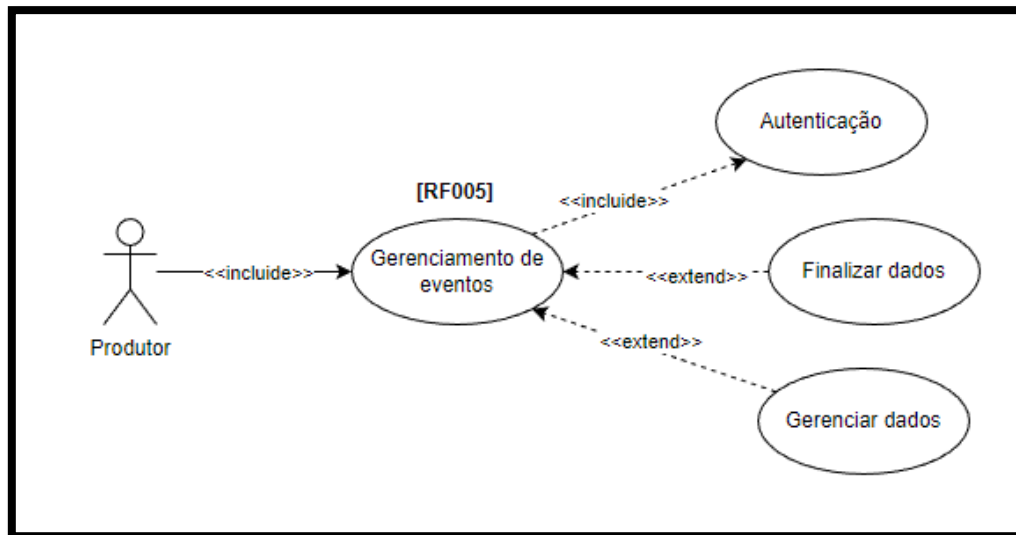 Autenticação
<<incluide>>
[RF005]
Gerenciamento de
eventos
<<incluide>>
<<extend>>
Finalizar dados
Produtor
<<extend>>
Gerenciar dados